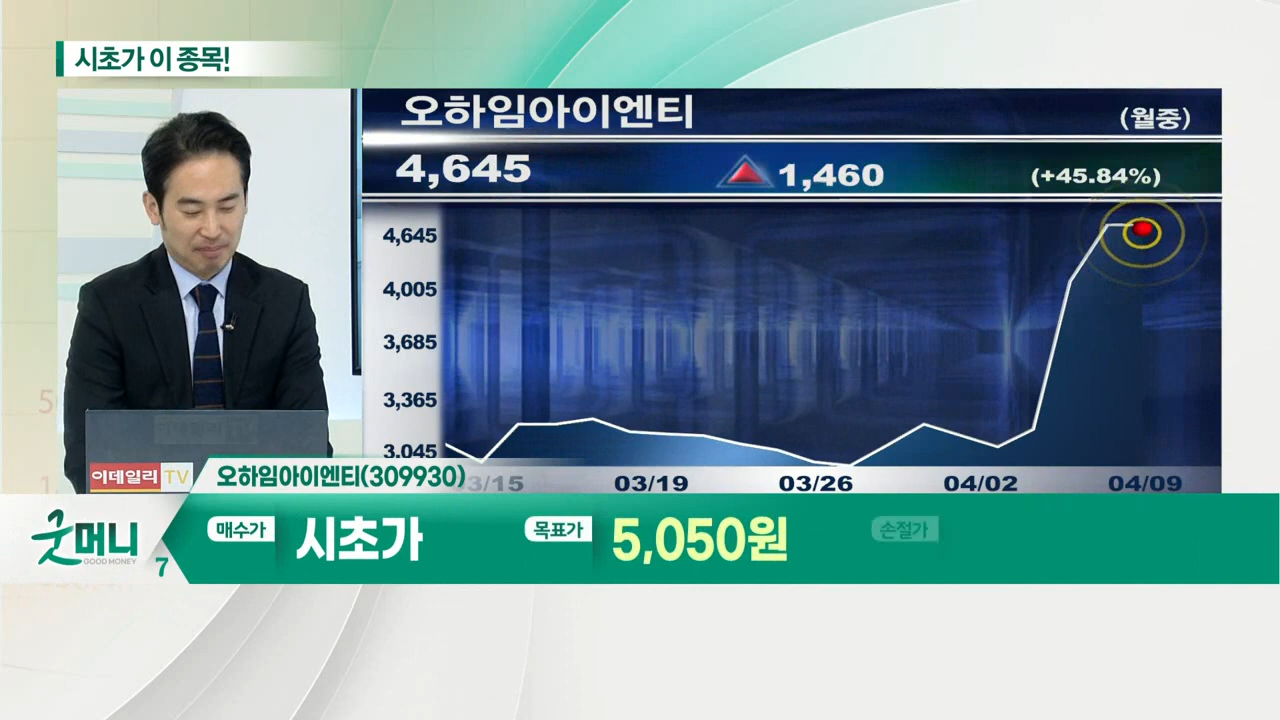 시초가 이 종목!
오하임아이엔티
(월중)
4,645
1,460
(+45.84%)
4,645
4,005
3,685
3,365
3,045
03/15
03/19
03/26
04/02
04/09
이데일리 TV
오하임아이엔티(309930)
굿머니
GOOD MONEY
7
매수가
시초가
목표가
5,050원
손절가